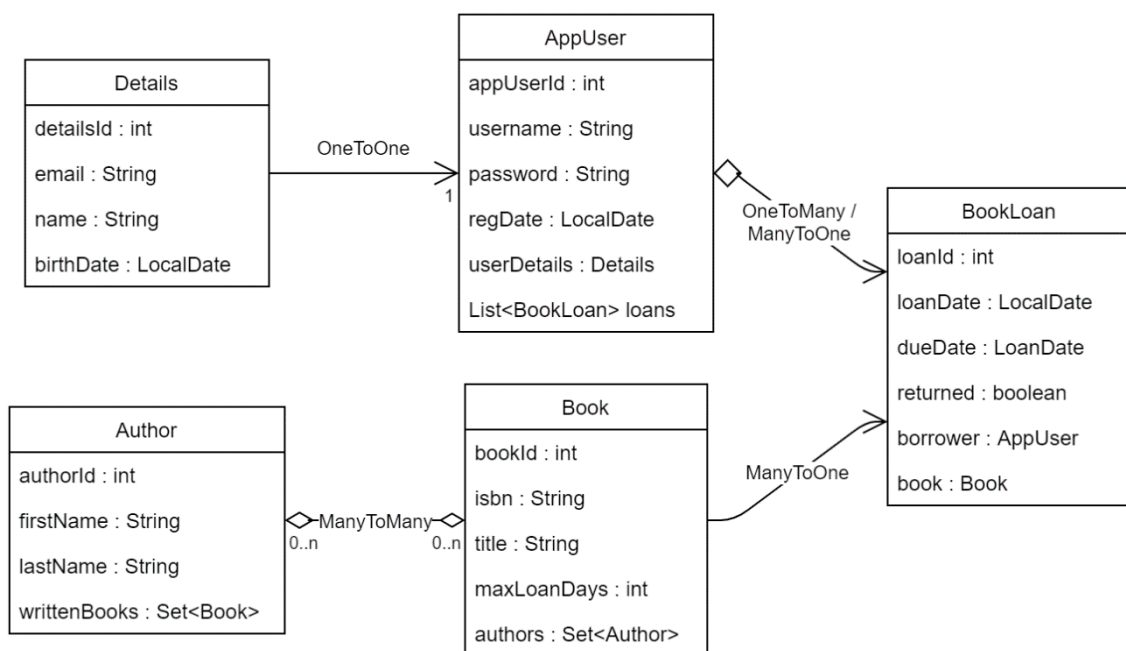 Details
detailsId : int
email : String
name : String
birthDate : LocalDate
OneToOne
1
AppUser
appUserId : int
username : String
password : String
regDate : LocalDate
userDetails : Details
List<BookLoan> loans
OneToMany /
ManyToOne
BookLoan
loanId : int
loanDate : LocalDate
dueDate : LoanDate
returned : boolean
borrower : AppUser
book : Book
Author
authorId : int
firstName : String
lastName : String
writtenBooks : Set<Book>
ManyToMany
0..n
0..n
Book
bookId : int
isbn : String
title : String
maxLoanDays : int
authors : Set<Author>
ManyToOne